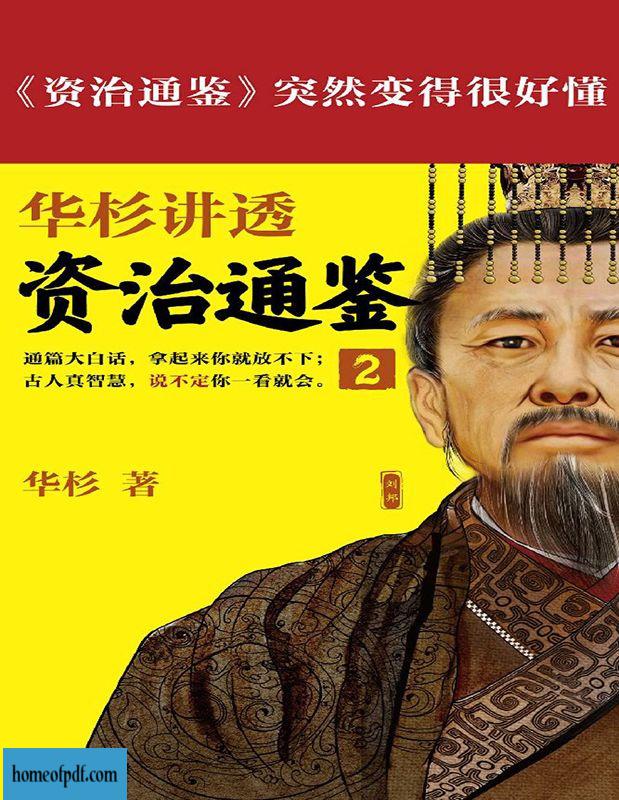 《资治通鉴》突然变得很好懂
华杉讲透
资治通鉴
通篇大白话，拿起来你就放不下；
古人真智慧，说不定你一看就会。
2
华杉 著
刘邦
homeofpdf.com